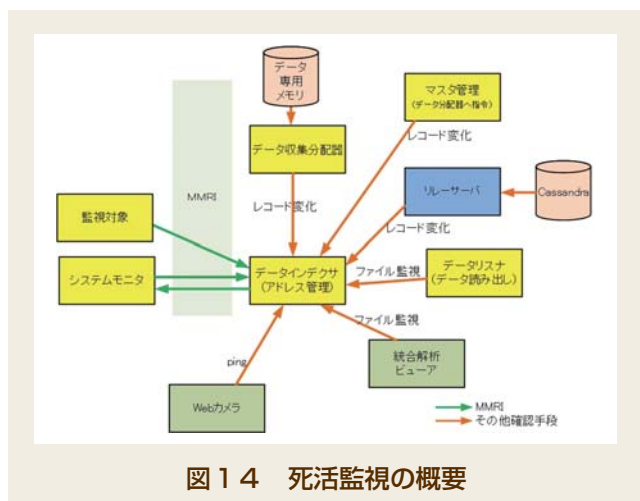 データ
専用
メモリ
マスタ管理
(データ分配器へ指令)
データ収集分配器
レコード変化
MMRI
リレーサーバ
Cassandra
監視対象
レコード変化
レコード変化
データインデクサ
(アドレス管理)
ファイル監視
データリスナ
(データ読み出し)
システムモニタ
ファイル監視
統合解析
ビューア
ping
Webカメラ
MMRI
その他確認手段
図14 死活監視の概要